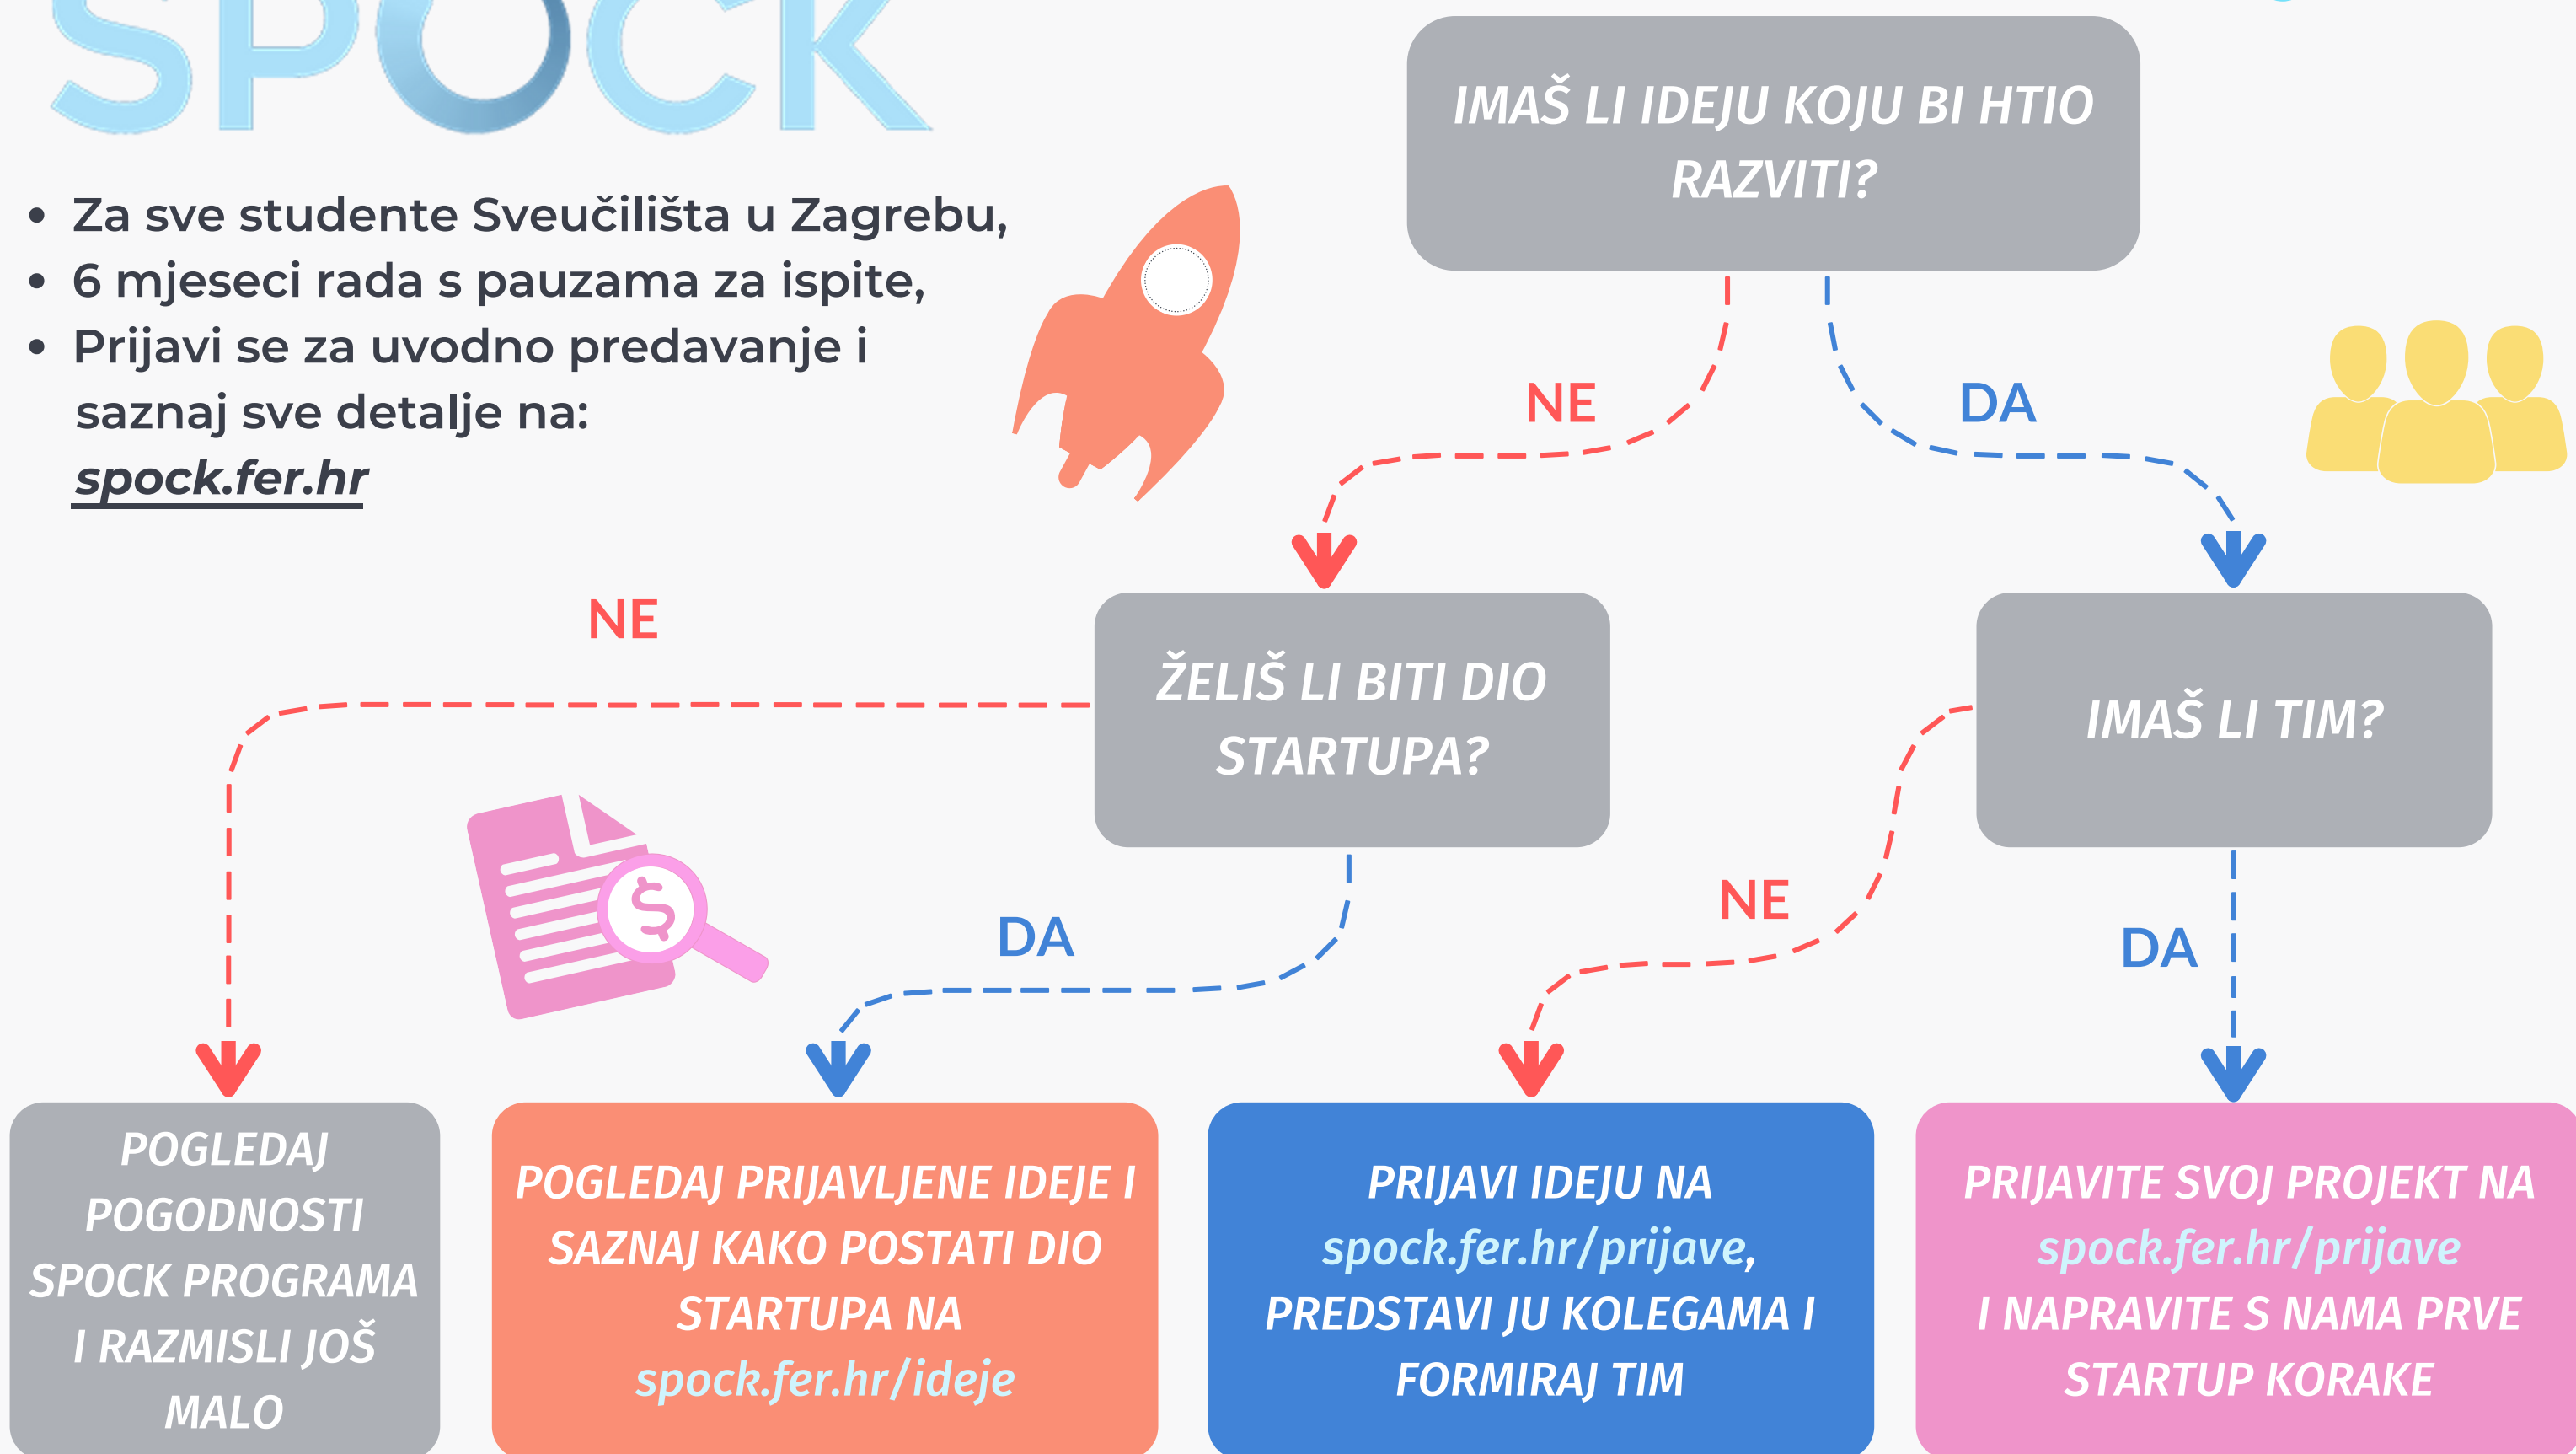 SPOCK
• Za sve studente Sveučilišta u Zagrebu,
• 6 mjeseci rada s pauzama za ispite,
• Prijavi se za uvodno predavanje i
saznaj sve detalje na:
spock.fer.hr
IMAŠ LI IDEJU KOJU BI HTIO
RAZVITI?
NE
DA
NE
ŽELIŠ LI BITI DIO
STARTUPA?
IMAŠ LI TIM?
$
DA
NE
DA
POGLEDAJ
POGODNOSTI
SPOCK PROGRAMA
I RAZMISLI JOŠ
MALO
POGLEDAJ PRIJAVLJENE IDEJE I
SAZNAJ KAKO POSTATI DIO
STARTUPA NA
spock.fer.hr/ideje
PRIJAVI IDEJU NA
spock.fer.hr/prijave,
PREDSTAVI JU KOLEGAMA I
FORMIRAJ TIM
PRIJAVITE SVOJ PROJEKT NA
spock.fer.hr/prijave
I NAPRAVITE S NAMA PRVE
STARTUP KORAKE